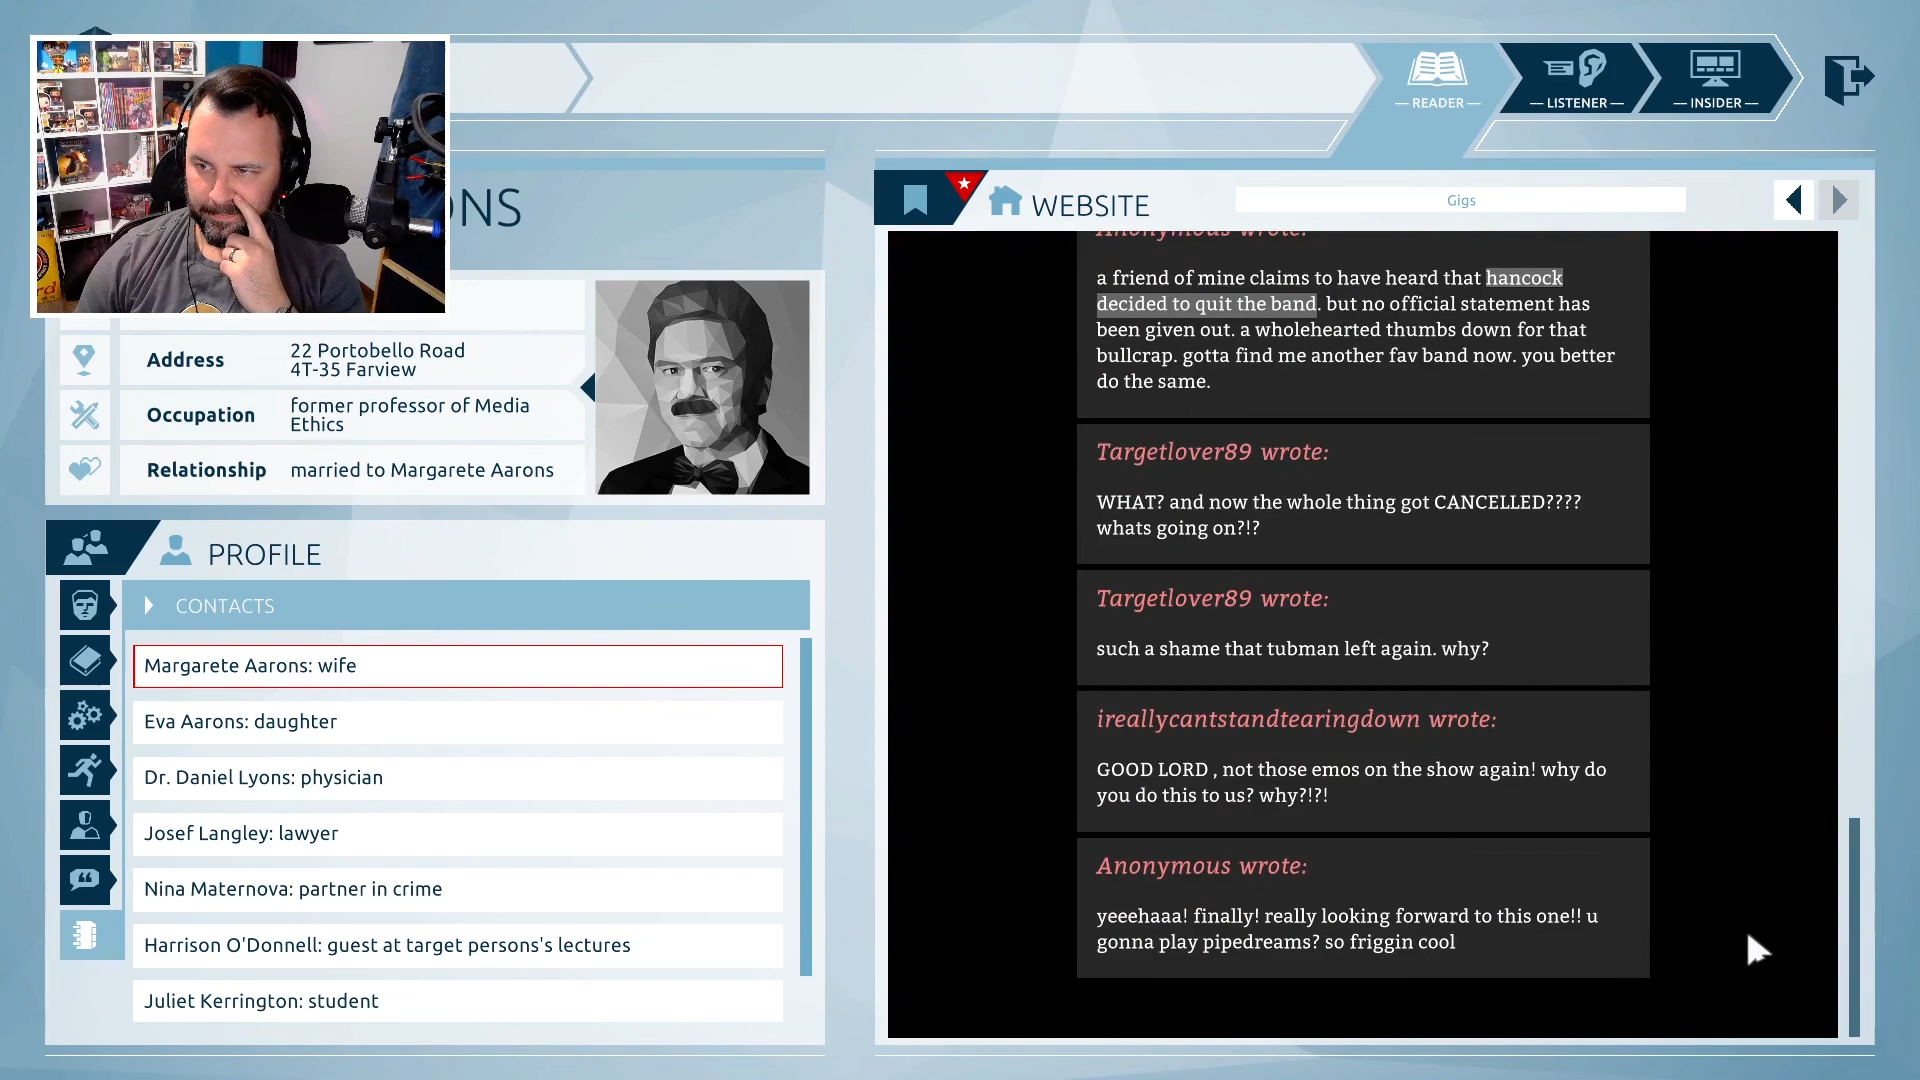 READER
LISTENER
INSIDER
ONS
Address
22 Portobello Road
4T-35 Farview
Occupation
former professor of Media
Ethics
Relationship
married to Margarete Aarons
PROFILE
CONTACTS
Margarete Aarons: wife
Eva Aarons: daughter
Dr. Daniel Lyons: physician
Josef Langley: lawyer
Nina Maternova: partner in crime
Harrison O'Donnell: guest at target persons's lectures
Juliet Kerrington: student
WEBSITE
Gigs
Anonymous wrote:
a friend of mine claims to have heard that hancock
decided to quit the band. but no official statement has
been given out. a wholehearted thumbs down for that
bullcrap. gotta find me another fav band now. you better
do the same.
Targetlover89 wrote:
WHAT? and now the whole thing got CANCELLED????
whats going on?!?
Targetlover89 wrote:
such a shame that tubman left again. why?
ireallycantstandtearingdown wrote:
GOOD LORD , not those emos on the show again! why do
you do this to us? why?!?!
Anonymous wrote:
yeeehaaa! finally! really looking forward to this one!! u
gonna play pipedreams? so friggin cool